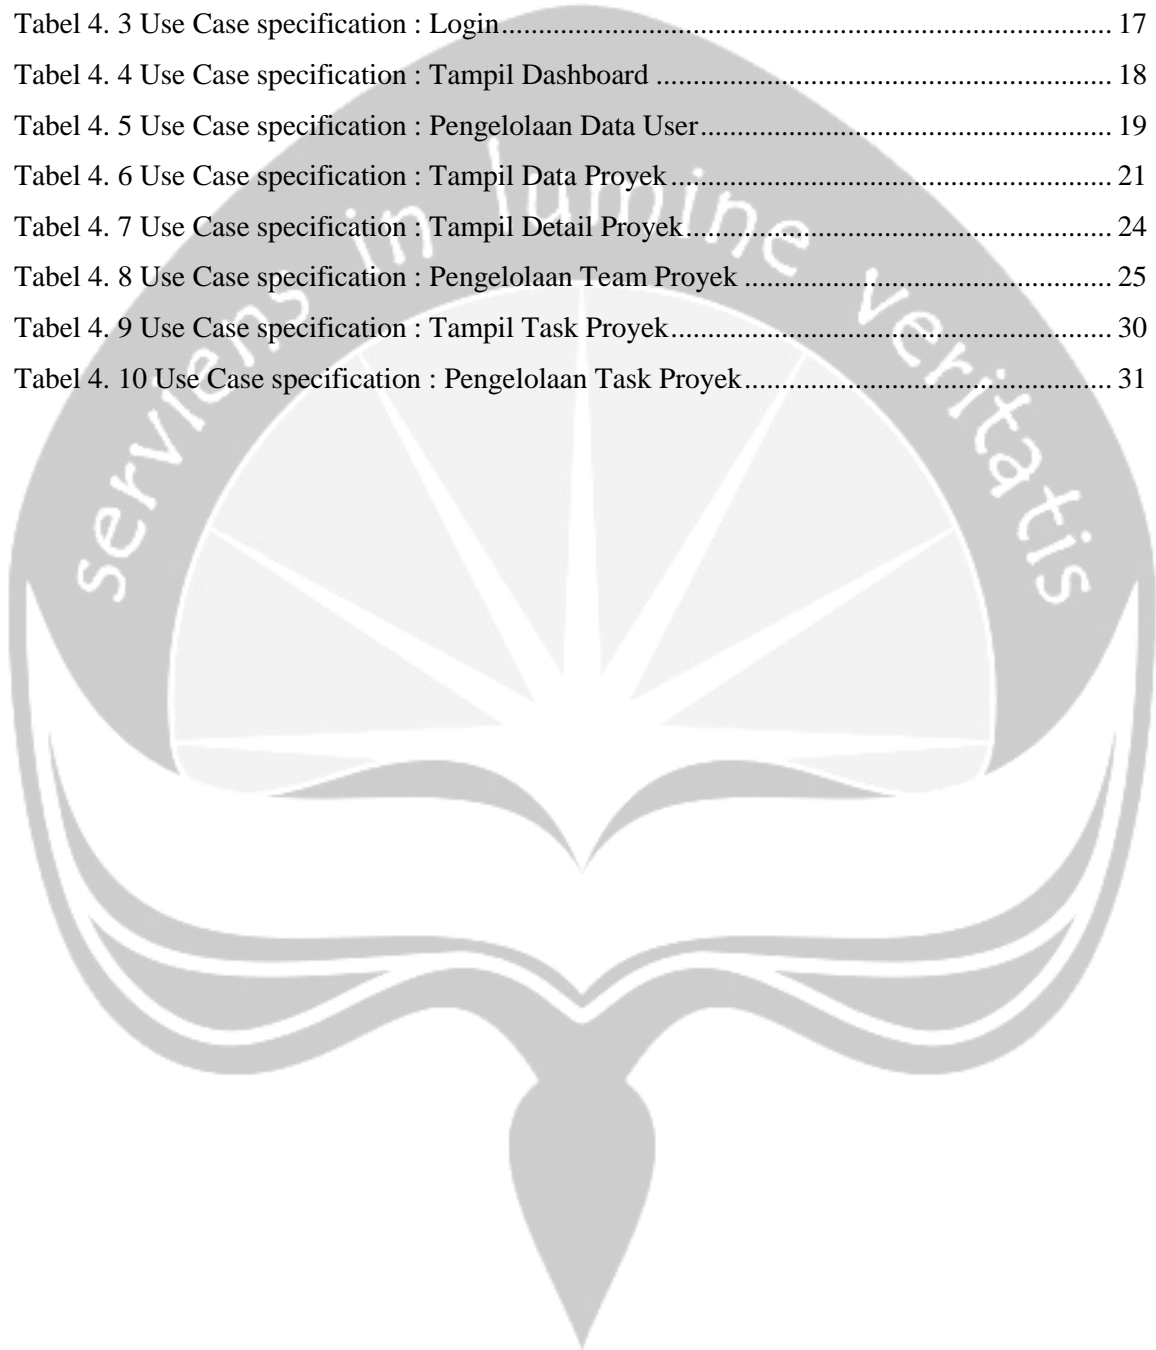 Tabel 4. 3 Use Case specification : Login.......................................................................................... 17
Tabel 4. 4 Use Case specification : Tampil Dashboard ................................................................. 18
Tabel 4. 5 Use Case specification : Pengelolaan Data User........................................................... 19
Tabel 4. 6 Use Case specification : Tampil Data Proyek ............................................................... 21
Tabel 4. 7 Use Case specification : Tampil Detail Proyek............................................................. 24
Tabel 4. 8 Use Case specification : Pengelolaan Team Proyek ..................................................... 25
Tabel 4. 9 Use Case specification : Tampil Task Proyek............................................................... 30
Tabel 4. 10 Use Case specification : Pengelolaan Task Proyek..................................................... 31
serviens in lumine veritatis